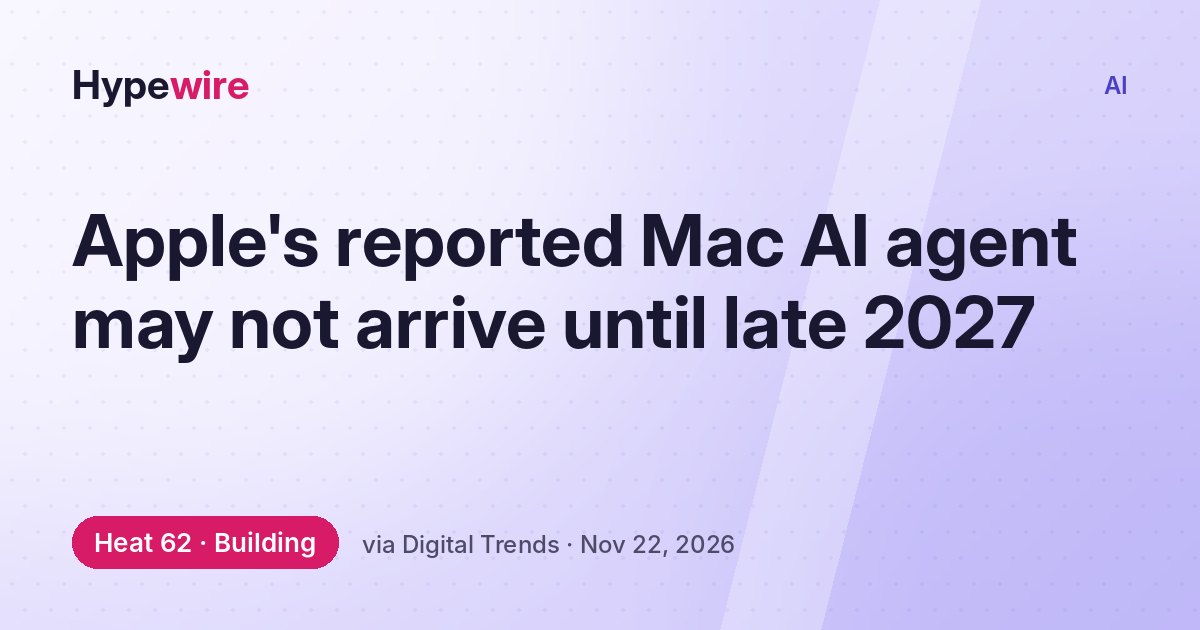 Hypewire
AI
Apple's reported Mac AI agent
may not arrive until late 2027
Heat 62 · Building
via Digital Trends · Nov 22, 2026